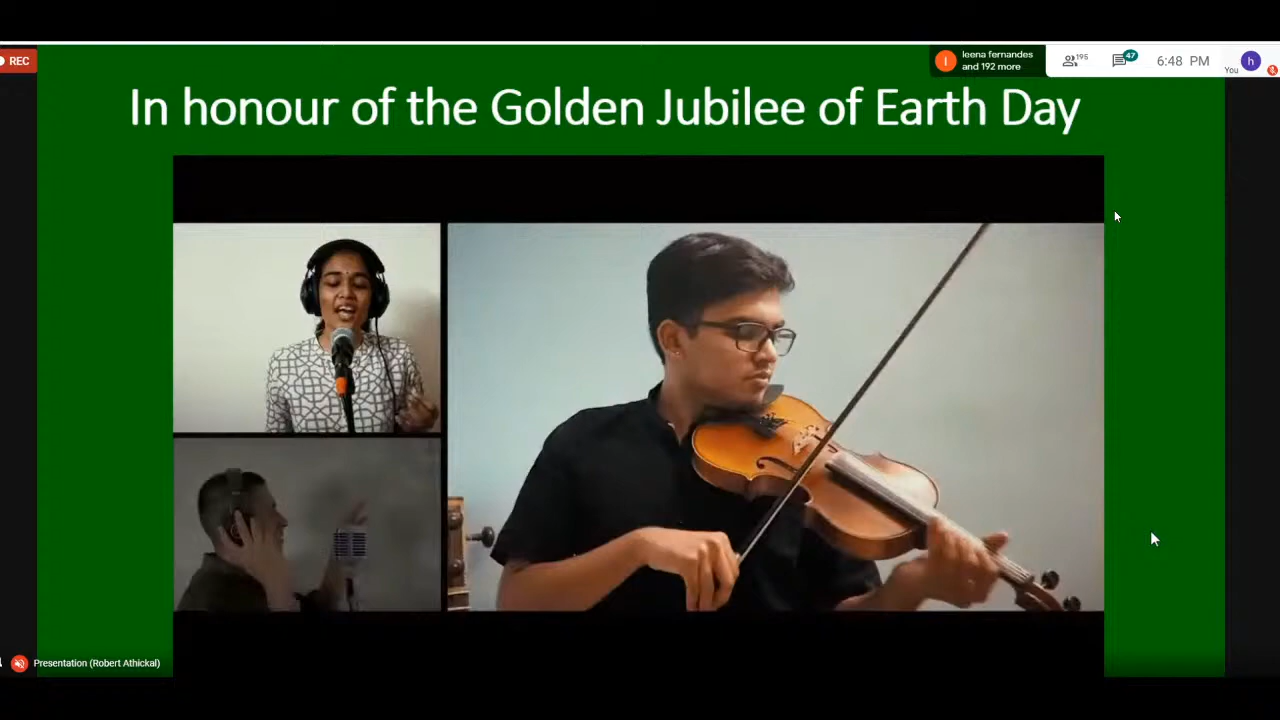 REC
leena fernandes
and 192 more
195
47
6:48 PM
You
h
l
In honour of the Golden Jubilee of Earth Day
Presentation (Robert Athickal)